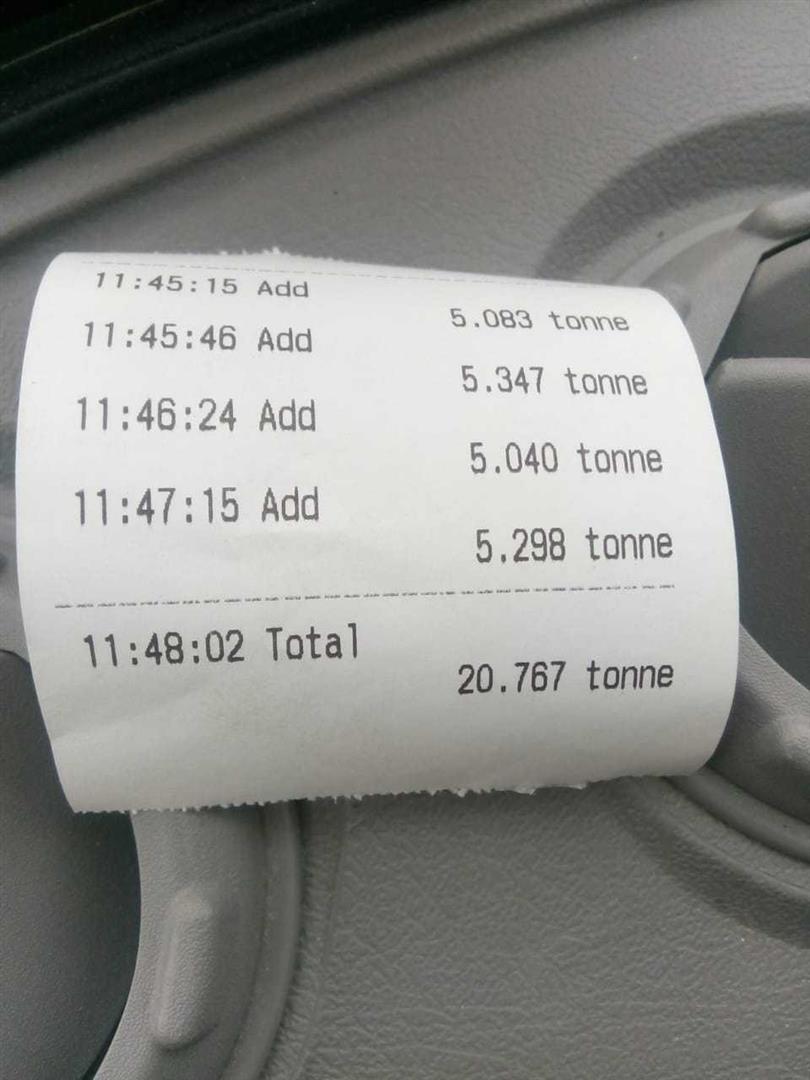 11:45:15 Add
5.083 tonne
11:45:46 Add
5.347 tonne
11:46:24 Add
5.040 tonne
11:47:15 Add
5.298 tonne
11:48:02 Total
20.767 tonne